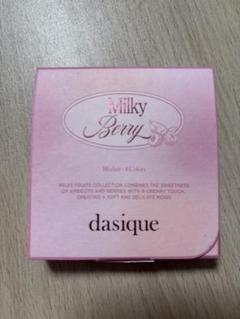 Milky
Berry
Blusher · 4 Colors
MILKY FRUITS COLLECTION COMBINES THE SWEETNESS
OF APRICOTS AND BERRIES WITH A CREAMY TOUCH,
CREATING A SOFT AND DELICATE MOOD
dasique